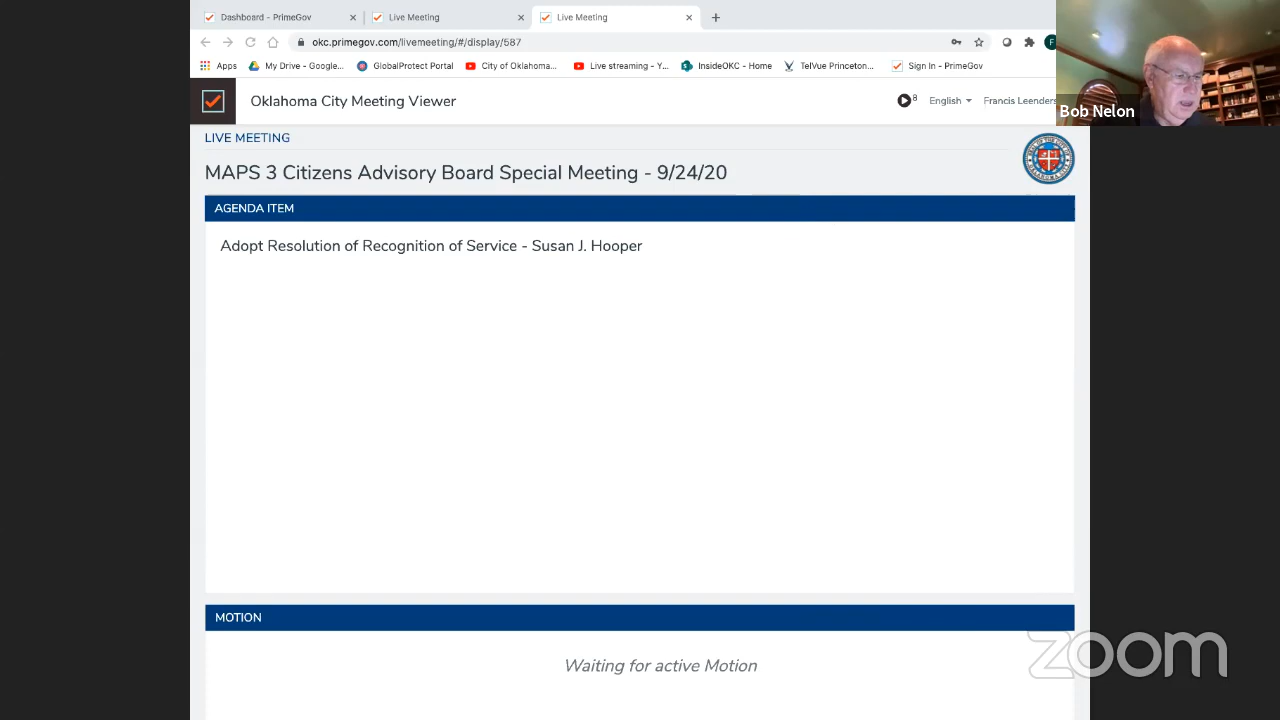 Dashboard - PrimeGov
Live Meeting
Live Meeting
okc.primegov.com/livemeeting/#/display/587
Apps
My Drive - Google...
GlobalProtect Portal
City of Oklahoma...
Live streaming - Y...
InsideOKC - Home
TelVue Princeton...
Sign In - PrimeGov
Bob Nelon
Oklahoma City Meeting Viewer
8
English
Francis Leenders
LIVE MEETING
MAPS 3 Citizens Advisory Board Special Meeting - 9/24/20
AGENDA ITEM
Adopt Resolution of Recognition of Service - Susan J. Hooper
MOTION
Waiting for active Motion
zoom